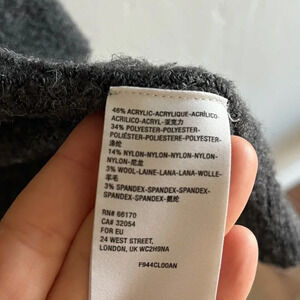 46% ACRYLIC-ACRYLIQUE-ACRÍLICO-
ACRILICO-ACRYL-亚克力
34% POLYESTER-POLYESTER-
POLIÉSTER-POLIESTERE-POLYESTER-
涤纶
14% NYLON-NYLON-NYLON-NYLON-
NYLON-尼龙
3% WOOL-LAINE-LANA-LANA-WOLLE-
羊毛
3% SPANDEX-SPANDEX-SPANDEX-
SPANDEX-SPANDEX-氨纶
RN# 66170
CA# 32054
FOR EU
24 WEST STREET,
LONDON, UK WC2H9NA
F944CL00AN